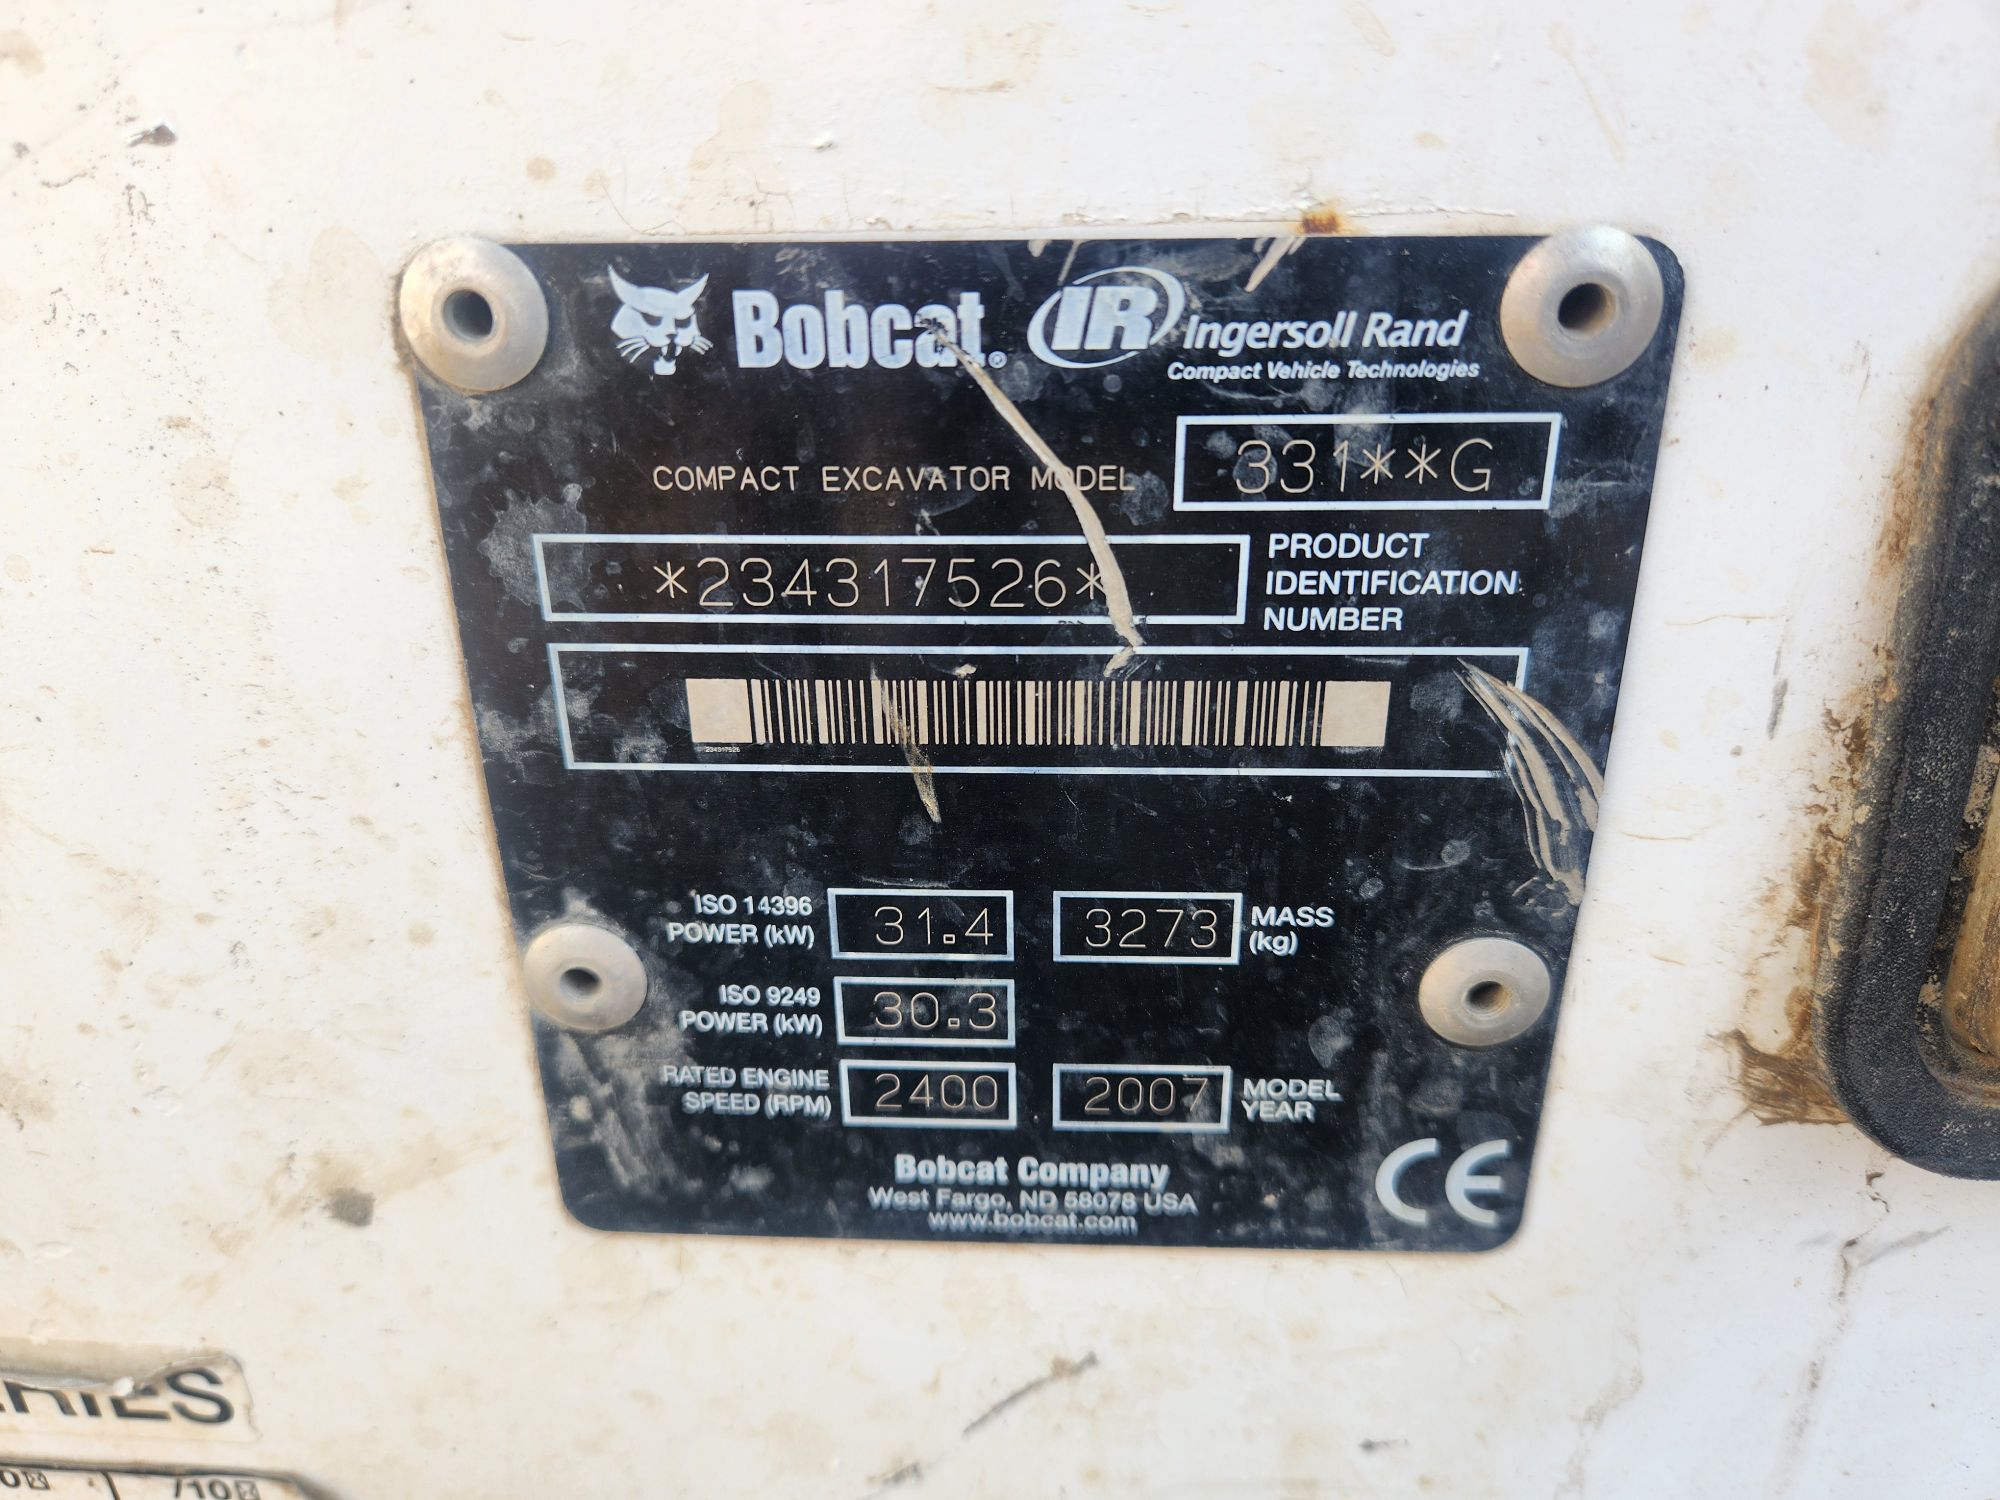 Bobcat® IR Ingersoll Rand
Compact Vehicle Technologies
COMPACT EXCAVATOR MODEL 331**G
*234317526* PRODUCT
IDENTIFICATION
NUMBER
234317526
ISO 14396
POWER (kW) 31.4
3273 MASS
(kg)
ISO 9249
POWER (kW) 30.3
RATED ENGINE
SPEED (RPM) 2400
2007 MODEL
YEAR
Bobcat Company
West Fargo, ND 58078 USA
www.bobcat.com
CE